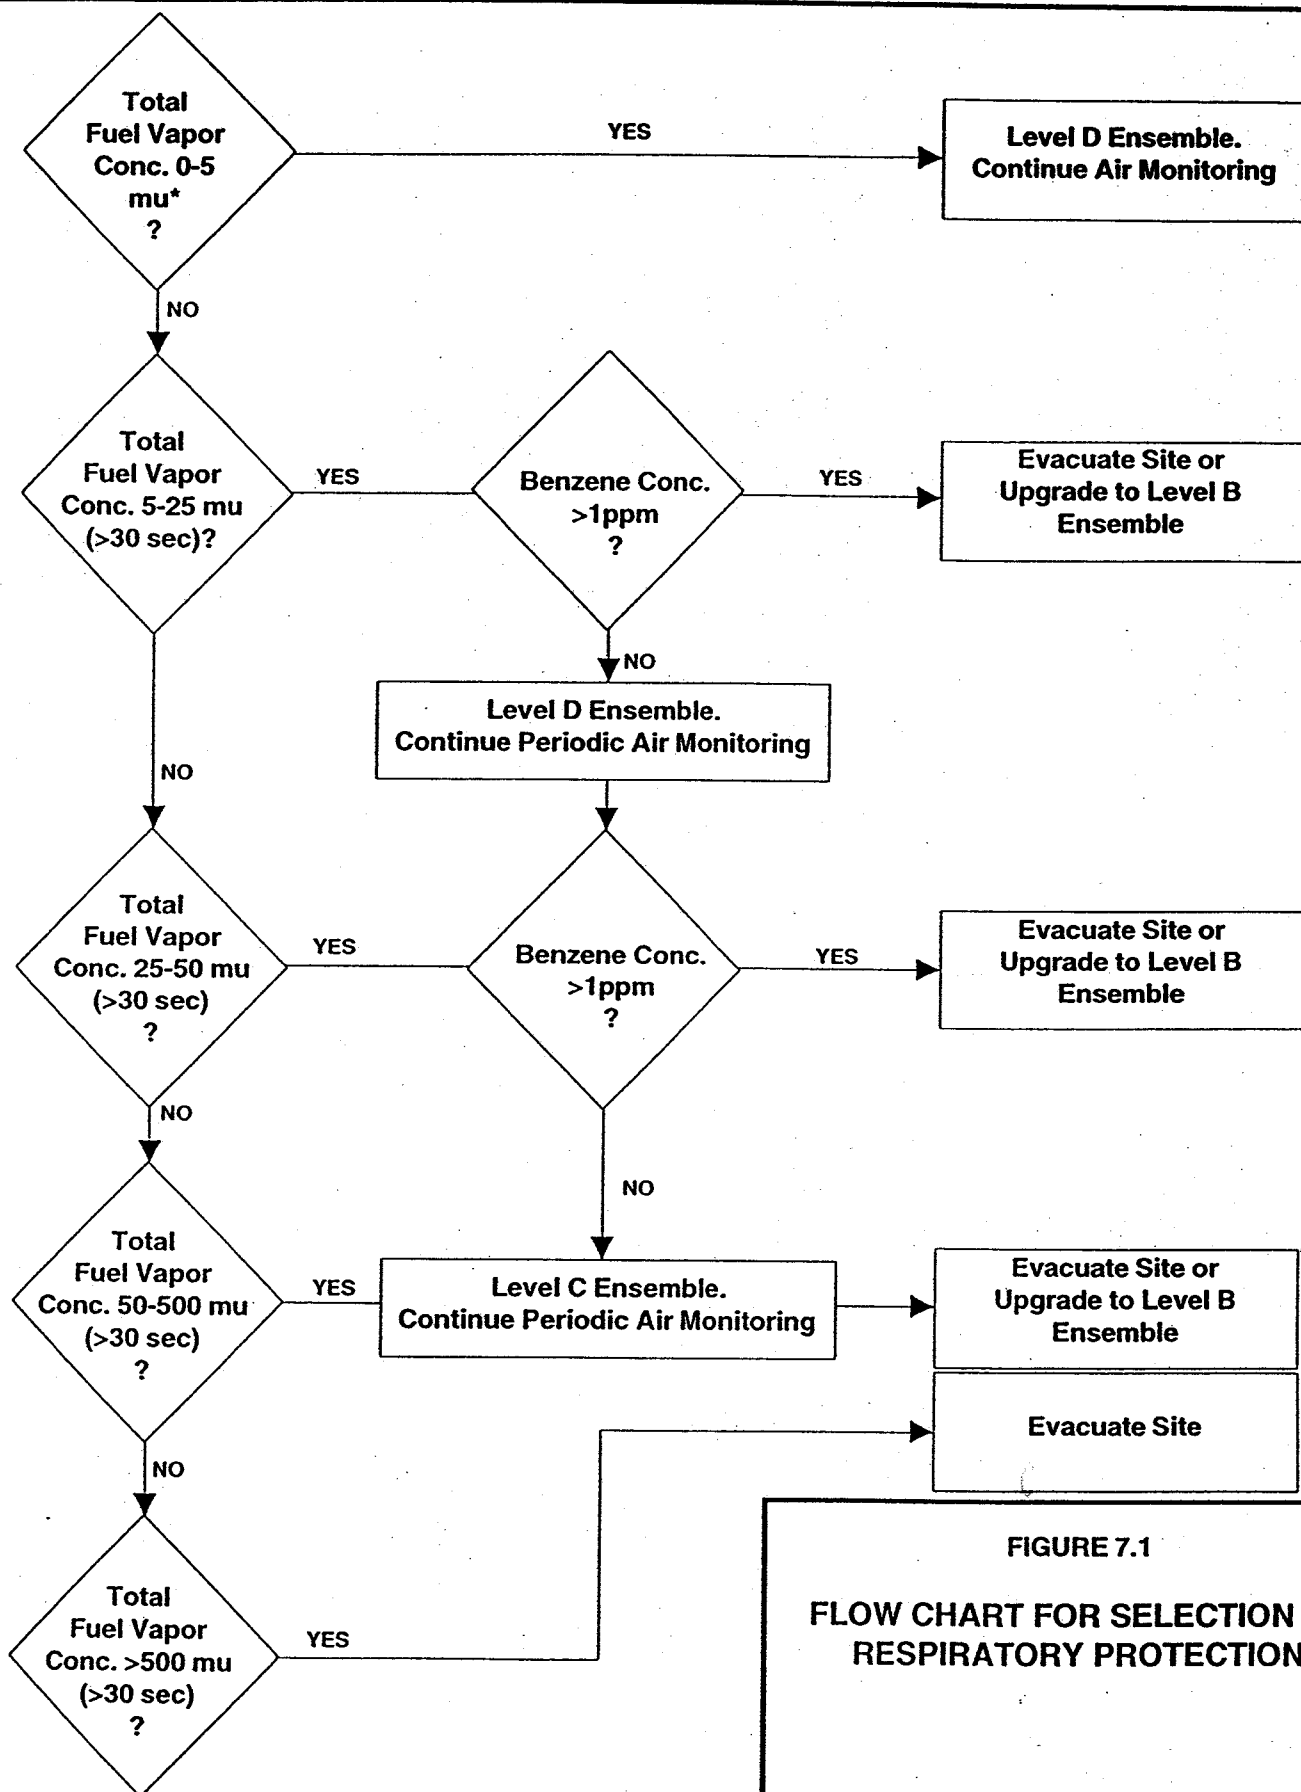 Total
Fuel Vapor
Conc. 0-5
mu*
?
YES
Level D Ensemble.
Continue Air Monitoring
NO
Total
Fuel Vapor
Conc. 5-25 mu
(>30 sec)?
YES
Benzene Conc.
>1ppm
?
YES
Evacuate Site or
Upgrade to Level B
Ensemble
NO
Level D Ensemble.
Continue Periodic Air Monitoring
NO
Total
Fuel Vapor
Conc. 25-50 mu
(>30 sec)
?
YES
Benzene Conc.
>1ppm
?
YES
Evacuate Site or
Upgrade to Level B
Ensemble
NO
NO
Total
Fuel Vapor
Conc. 50-500 mu
(>30 sec)
?
YES
Level C Ensemble.
Continue Periodic Air Monitoring
Evacuate Site or
Upgrade to Level B
Ensemble
Evacuate Site
NO
Total
Fuel Vapor
Conc. >500 mu
(>30 sec)
?
YES
FIGURE 7.1
FLOW CHART FOR SELECTION
RESPIRATORY PROTECTION